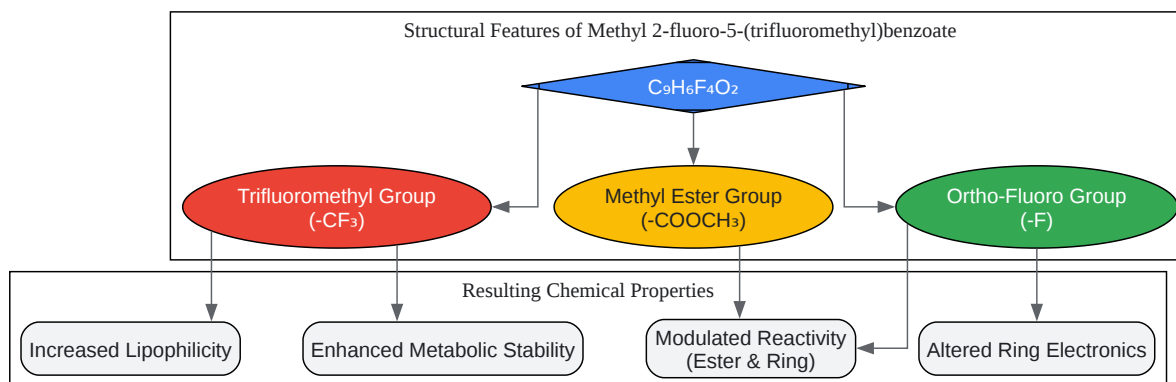 Structural Features of Methyl 2-fluoro-5-(trifluoromethyl)benzoate
C₉H₆F₄O₂
Trifluoromethyl Group
(-CF₃)
Methyl Ester Group
(-COOCH₃)
Ortho-Fluoro Group
(-F)
Resulting Chemical Properties
Increased Lipophilicity
Enhanced Metabolic Stability
Modulated Reactivity
(Ester & Ring)
Altered Ring Electronics